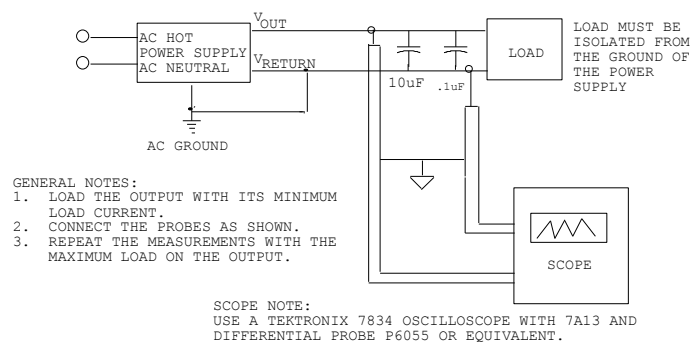 V OUT
AC HOT
POWER SUPPLY
AC NEUTRAL
V RETURN
AC GROUND
10uF
.1uF
LOAD
LOAD MUST BE
ISOLATED FROM
THE GROUND OF
THE POWER
SUPPLY
GENERAL NOTES:
1. LOAD THE OUTPUT WITH ITS MINIMUM
LOAD CURRENT.
2. CONNECT THE PROBES AS SHOWN.
3. REPEAT THE MEASUREMENTS WITH THE
MAXIMUM LOAD ON THE OUTPUT.
SCOPE
SCOPE NOTE:
USE A TEKTRONIX 7834 OSCILLOSCOPE WITH 7A13 AND
DIFFERENTIAL PROBE P6055 OR EQUIVALENT.